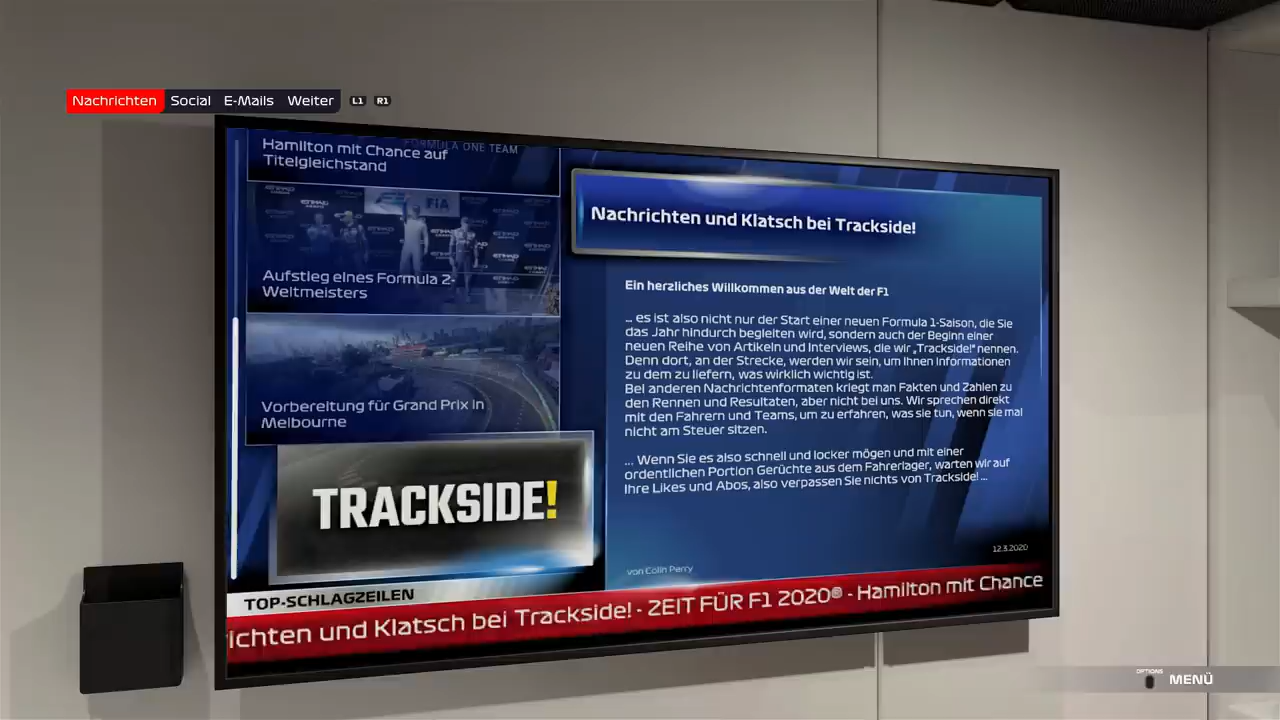 Nachrichten Social E-Mails Weiter L1 R1
FORMULA ONE TEAM
Hamilton mit Chance auf
Titelgleichstand
ETIHAD
FIA
Aufstieg eines Formula 2-
Weltmeisters
Vorbereitung für Grand Prix in
Melbourne
TRACKSIDE!
Nachrichten und Klatsch bei Trackside!
Ein herzliches Willkommen aus der Welt der F1
... es ist also nicht nur der Start einer neuen Formula 1-Saison, die Sie
das Jahr hindurch begleiten wird, sondern auch der Beginn einer
neuen Reihe von Artikeln und Interviews, die wir „Trackside!" nennen.
Denn dort, an der Strecke, werden wir sein, um Ihnen Informationen
zu dem zu liefern, was wirklich wichtig ist.
Bei anderen Nachrichtenformaten kriegt man Fakten und Zahlen zu
den Rennen und Resultaten, aber nicht bei uns. Wir sprechen direkt
mit den Fahrern und Teams, um zu erfahren, was sie tun, wenn sie mal
nicht am Steuer sitzen.
... Wenn Sie es also schnell und locker mögen und mit einer
ordentlichen Portion Gerüchte aus dem Fahrerlager, warten wir auf
Ihre Likes und Abos, also verpassen Sie nichts von Trackside! ...
12.3.2020
von Colin Perry
TOP-SCHLAGZEILEN
ichten und Klatsch bei Trackside! - ZEIT FÜR F1 2020® - Hamilton mit Chance
OPTIONS
MENÜ